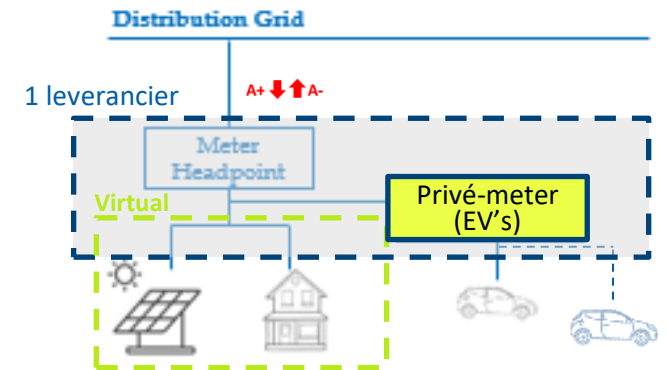 Distribution Grid
1 leverancier
A+ A-
Meter
Headpoint
Virtual
Privé-meter
(EV's)